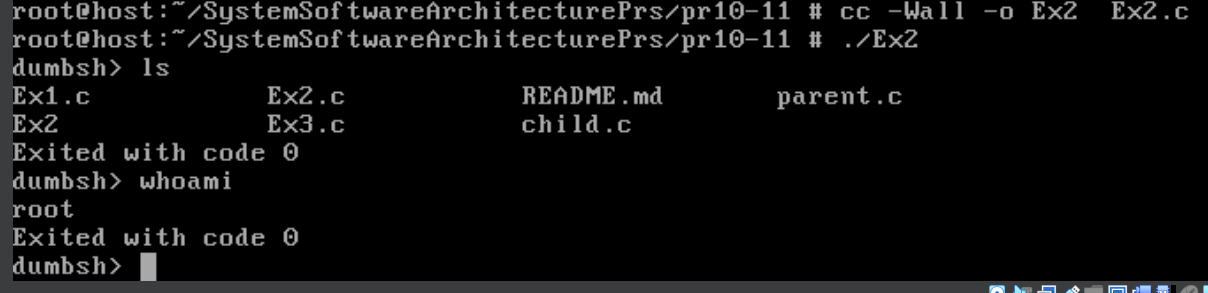 root@host:~/SystemSoftwareArchitecturePrs/pr10-11 # cc -Wall -o Ex2  Ex2.c
root@host:~/SystemSoftwareArchitecturePrs/pr10-11 # ./Ex2
dumbsh> ls
Ex1.c           Ex2.c           README.md       parent.c
Ex2             Ex3.c           child.c
Exited with code 0
dumbsh> whoami
root
Exited with code 0
dumbsh>